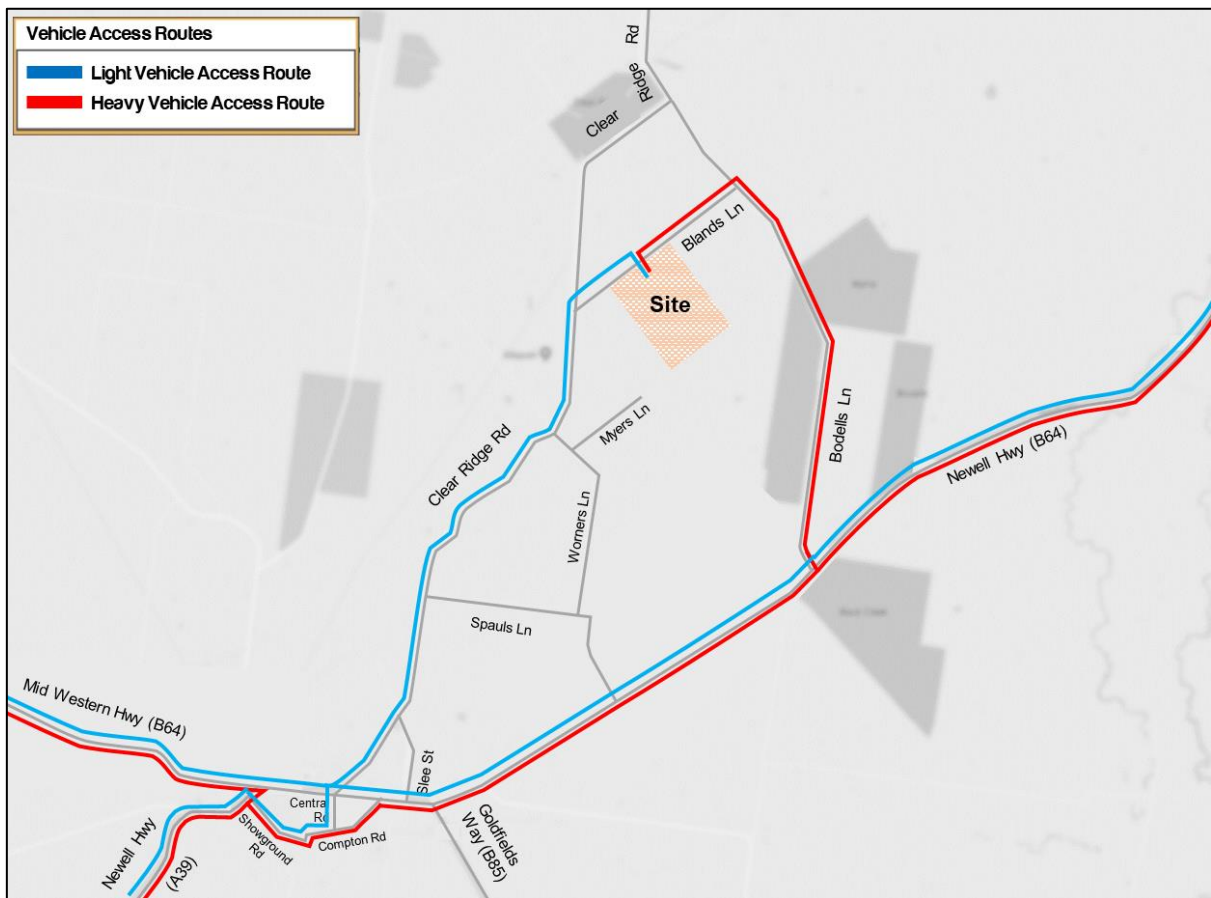 Vehicle Access Routes
Light Vehicle Access Route
Heavy Vehicle Access Route
Clear Ridge Rd
Blands Ln
Site
Myers Ln
Clear Ridge Rd
Bodells Ln
Newell Hwy (B64)
Worners Ln
Spauls Ln
Mid Western Hwy (B64)
Slee St
Central
Rd
Newell Hwy
(A39)
Showground
Rd
Compton Rd
Goldfields
Way (B85)